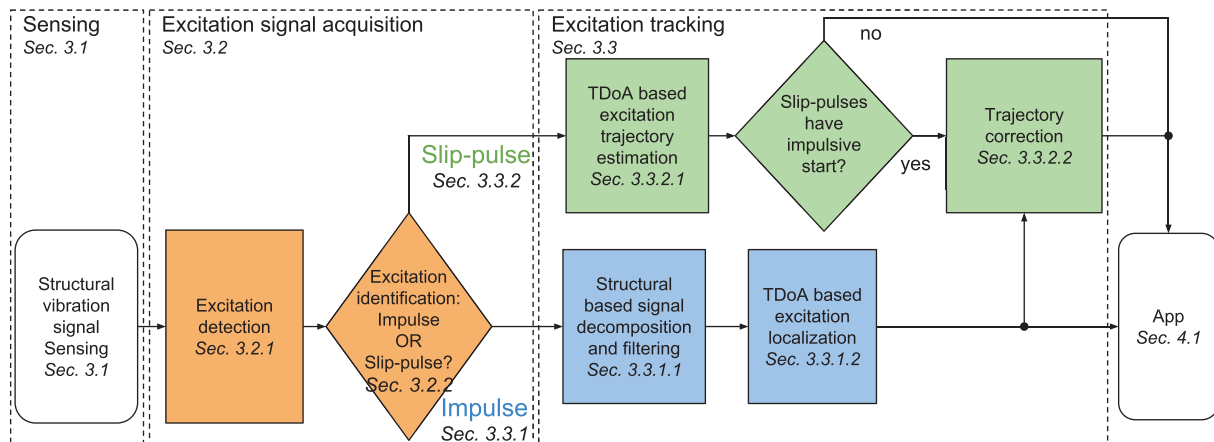 Sensing
Sec. 3.1
Excitation signal acquisition
Sec. 3.2
Excitation tracking
Sec. 3.3
Structural
vibration
signal
Sensing
Sec. 3.1
Excitation
detection
Sec. 3.2.1
Excitation
identification:
Impulse
OR
Slip-pulse?
Sec. 3.2.2
Slip-pulse
Sec. 3.3.2
Impulse
Sec. 3.3.1
TDoA based
excitation
trajectory
estimation
Sec. 3.3.2.1
Slip-pulses
have
impulsive
start?
no
yes
Trajectory
correction
Sec. 3.3.2.2
Structural
based signal
decomposition
and filtering
Sec. 3.3.1.1
TDoA based
excitation
localization
Sec. 3.3.1.2
App
Sec. 4.1